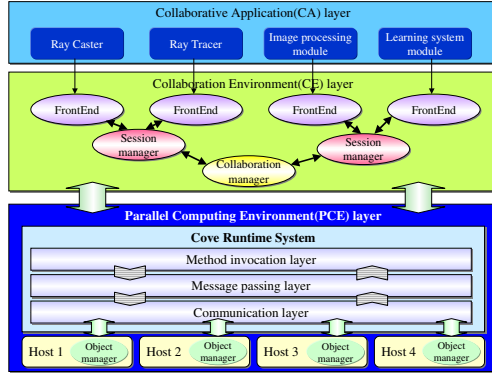 Collaborative Application(CA) layer
Ray Caster
Ray Tracer
Image processing
module
Learning system
module
Collaboration Environment(CE) layer
FrontEnd
FrontEnd
FrontEnd
FrontEnd
Session
manager
Session
manager
Collaboration
manager
Parallel Computing Environment(PCE) layer
Cove Runtime System
Method invocation layer
Message passing layer
Communication layer
Host 1
Object
manager
Host 2
Object
manager
Host 3
Object
manager
Host 4
Object
manager